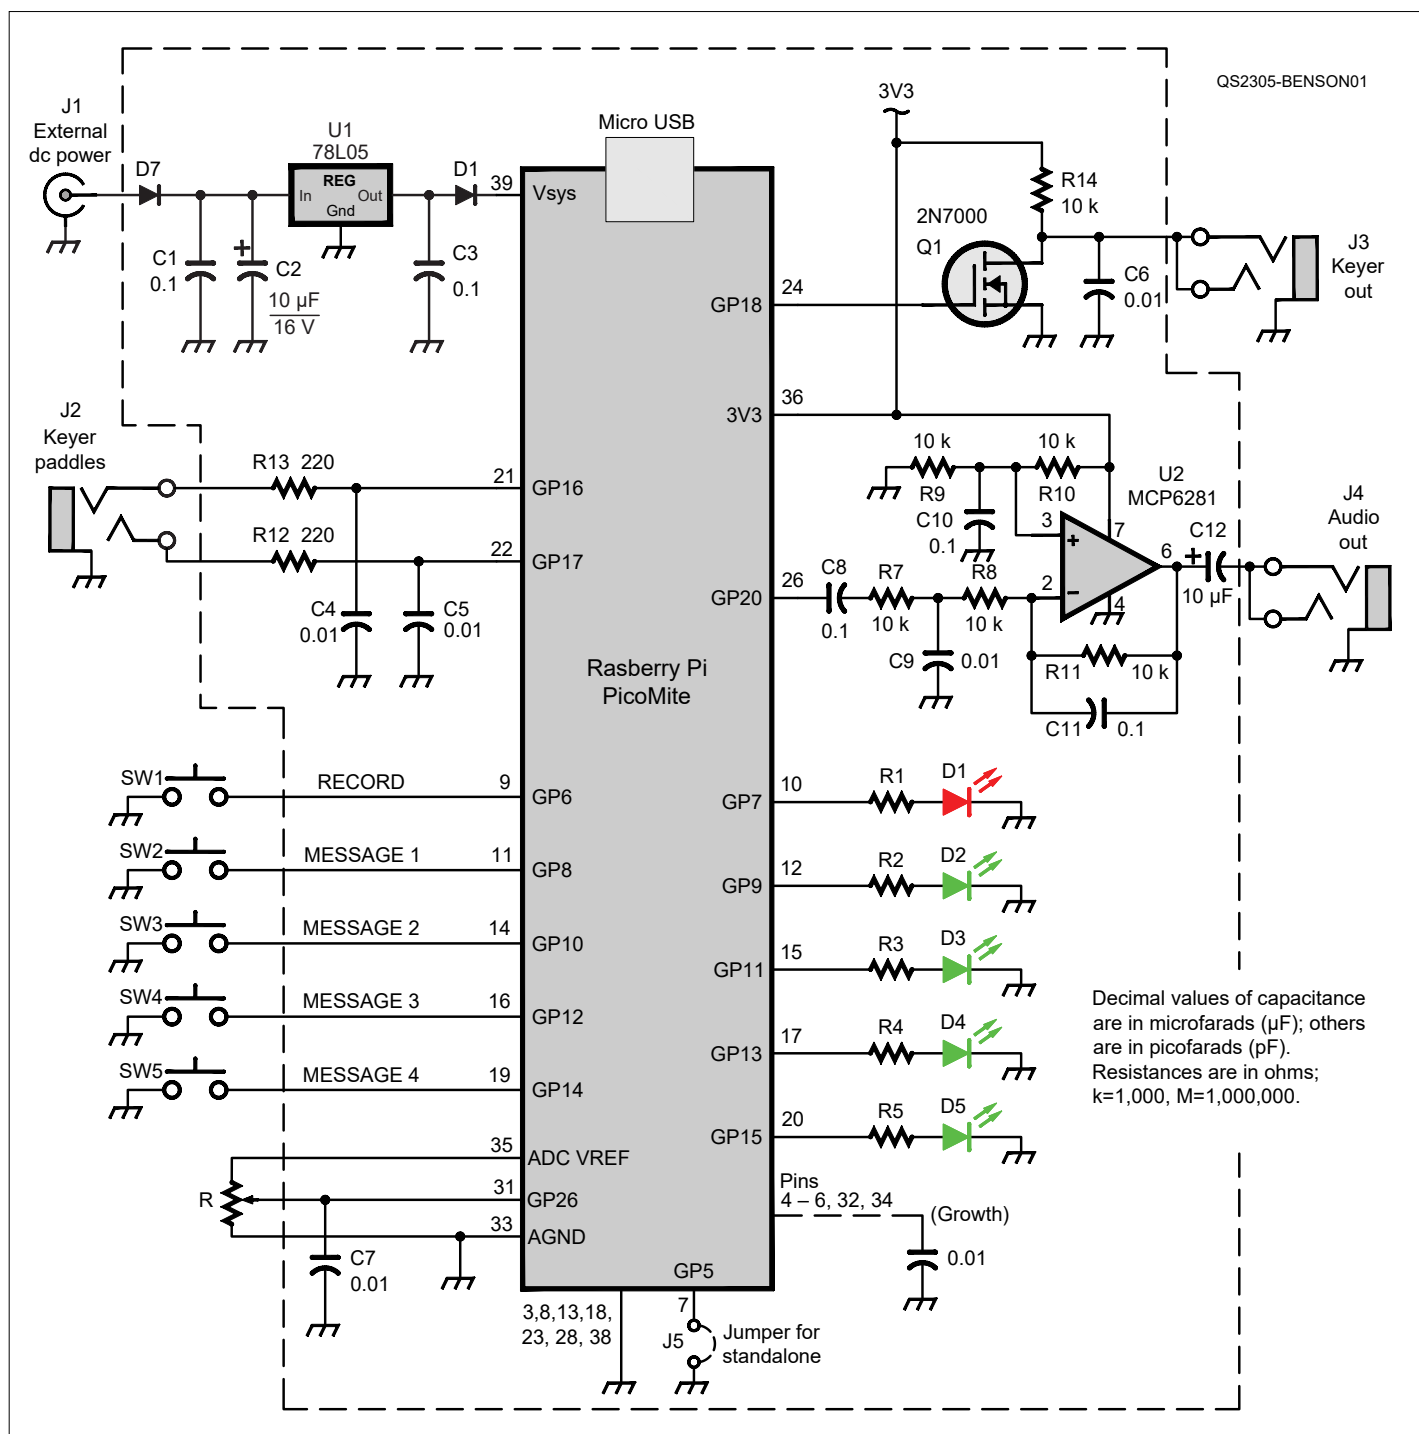 QS2305-BENSON01
J1
External
dc power
D7
U1
78L05
REG
In
Out
Gnd
D1
39
Vsys
Micro USB
C1
0.1
+
C2
10 µF
16 V
C3
0.1
3V3
R14
10 k
2N7000
Q1
24
GP18
C6
0.01
J3
Keyer
out
36
3V3
J2
Keyer
paddles
R13 220
21
GP16
R12 220
22
GP17
C4
0.01
C5
0.01
10 k
R9
10 k
R10
C10
0.1
U2
MCP6281
3
+
7
2
–
4
6
+
C12
10 µF
J4
Audio
out
26
GP20
C8
0.1
R7
10 k
R8
10 k
C9
0.01
R11
10 k
C11
0.1
Rasberry Pi
PicoMite
SW1
RECORD
9
GP6
SW2
MESSAGE 1
11
GP8
SW3
MESSAGE 2
14
GP10
SW4
MESSAGE 3
16
GP12
SW5
MESSAGE 4
19
GP14
35
ADC VREF
R
31
GP26
33
AGND
C7
0.01
10
GP7
R1
D1
12
GP9
R2
D2
15
GP11
R3
D3
17
GP13
R4
D4
20
GP15
R5
D5
Pins
4 – 6, 32, 34
(Growth)
0.01
GP5
7
J5
Jumper for
standalone
3,8,13,18,
23, 28, 38
Decimal values of capacitance
are in microfarads (µF); others
are in picofarads (pF).
Resistances are in ohms;
k=1,000, M=1,000,000.